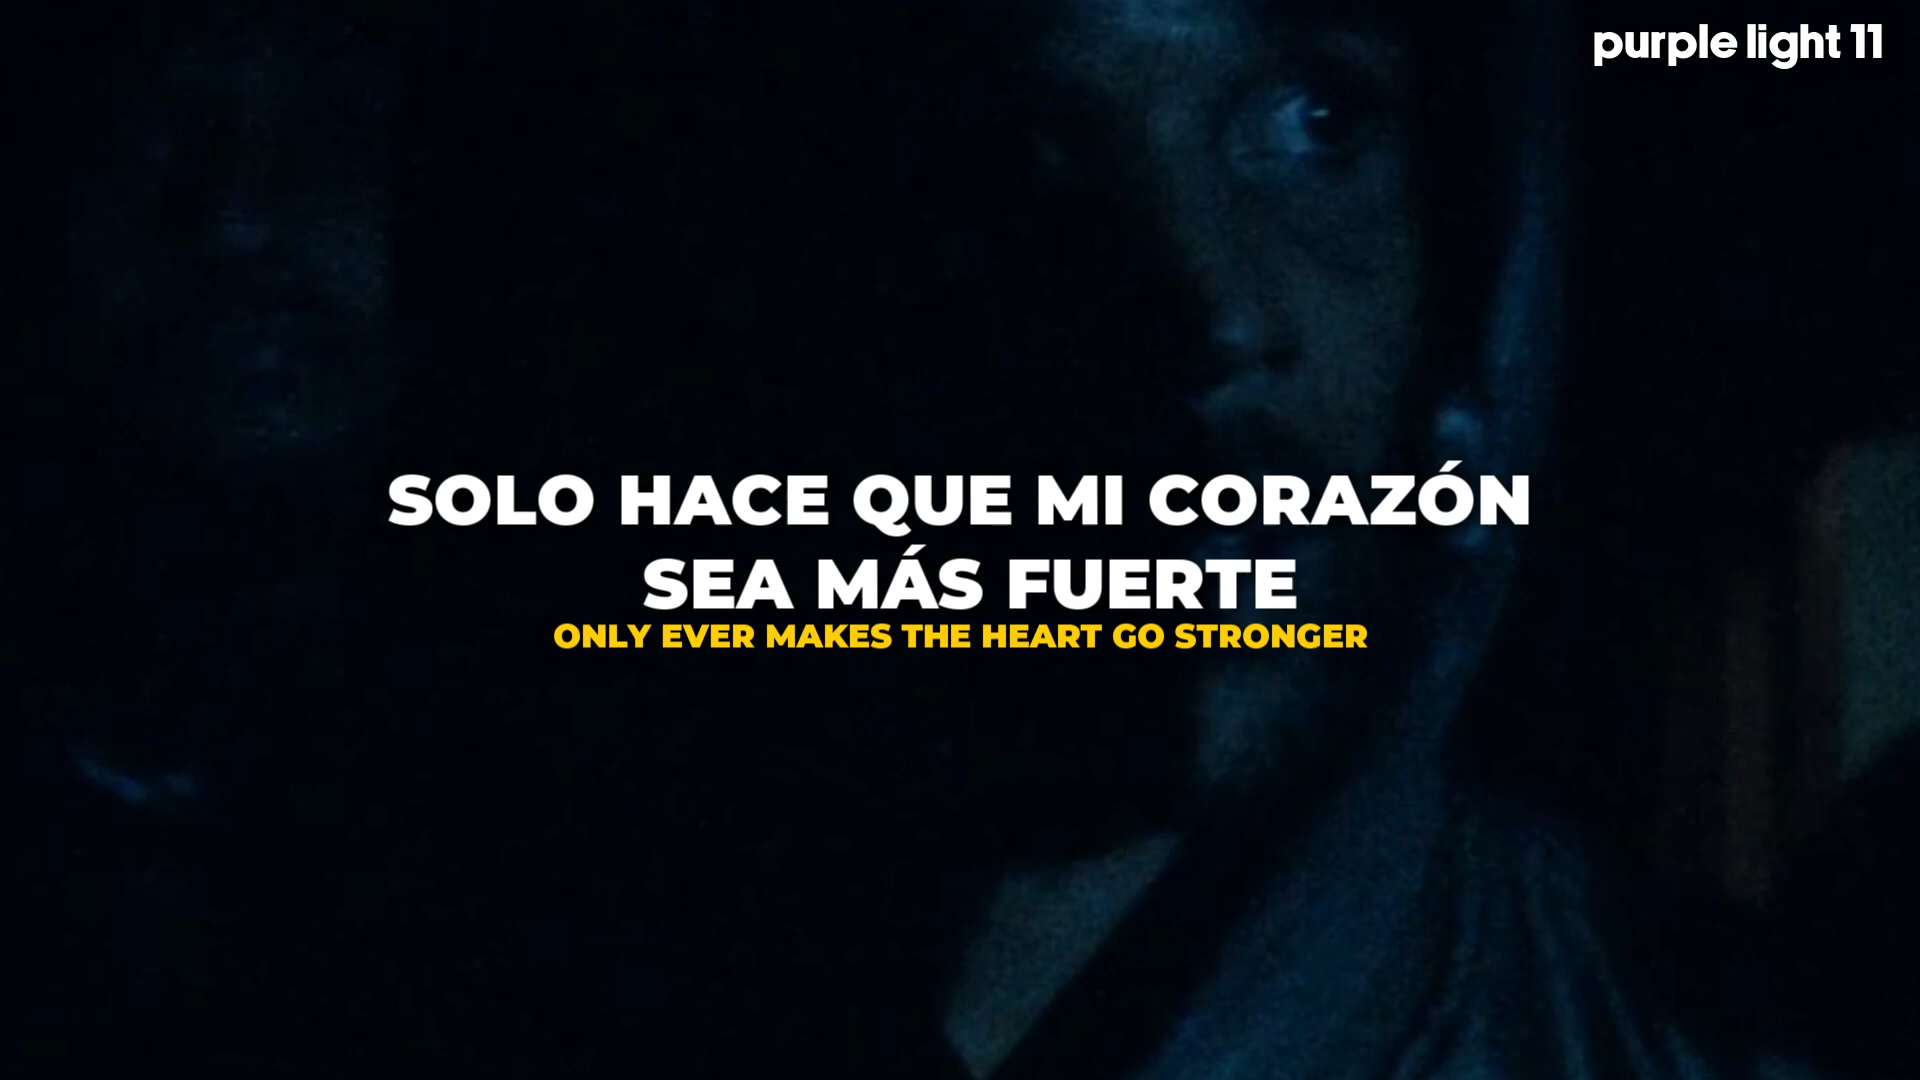 purple light 11
SOLO HACE QUE MI CORAZÓN
SEA MÁS FUERTE
ONLY EVER MAKES THE HEART GO STRONGER